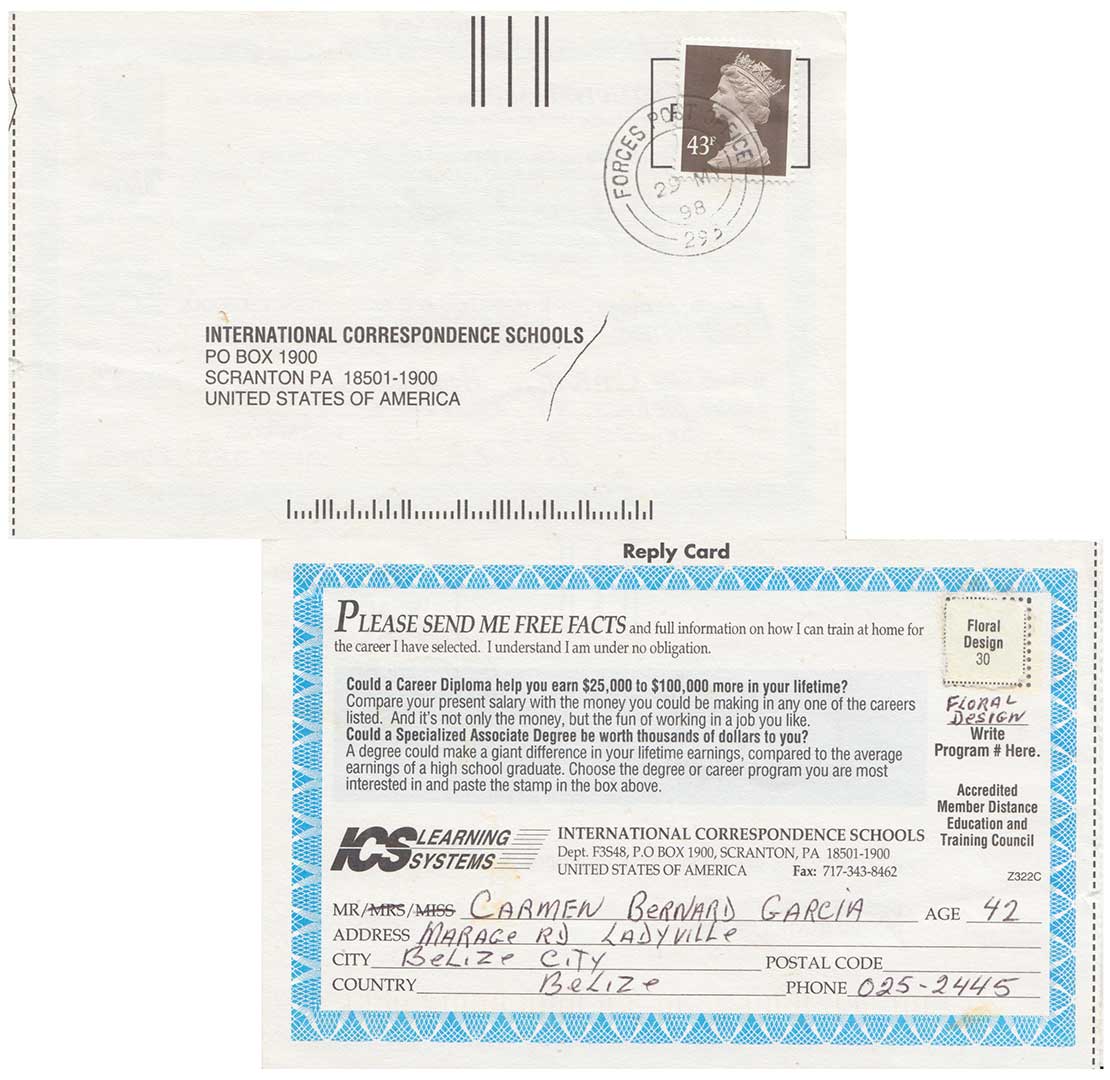 43P
FORCES POST OFFICE
29 MY
98
INTERNATIONAL CORRESPONDENCE SCHOOLS
PO BOX 1900
SCRANTON PA 18501-1900
UNITED STATES OF AMERICA
Reply Card
PLEASE SEND ME FREE FACTS and full information on how I can train at home for
the career I have selected. I understand I am under no obligation.
Floral
Design
30
FLORAL
DESIGN
Write
Program # Here.
Could a Career Diploma help you earn $25,000 to $100,000 more in your lifetime?
Compare your present salary with the money you could be making in any one of the careers
listed. And it's not only the money, but the fun of working in a job you like.
Could a Specialized Associate Degree be worth thousands of dollars to you?
A degree could make a giant difference in your lifetime earnings, compared to the average
earnings of a high school graduate. Choose the degree or career program you are most
interested in and paste the stamp in the box above.
Accredited
Member Distance
Education and
Training Council
ICS LEARNING
SYSTEMS
INTERNATIONAL CORRESPONDENCE SCHOOLS
Dept. F3S48, P.O BOX 1900, SCRANTON, PA 18501-1900
UNITED STATES OF AMERICA Fax: 717-343-8462
Z322C
MR/MRS/MISS CARMEN BERNARD GARCIA AGE 42
ADDRESS MARAGE RD LADYVILLE
CITY BELIZE CITY POSTAL CODE
COUNTRY BELIZE PHONE 025-2445